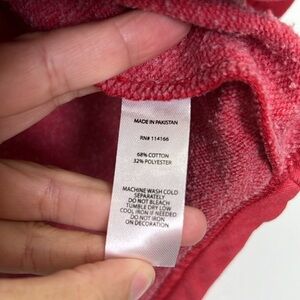 MADE IN PAKISTAN
RN# 114166
68% COTTON
32% POLYESTER
MACHINE WASH COLD
SEPARATELY
DO NOT BLEACH
TUMBLE DRY LOW
COOL IRON IF NEEDED
DO NOT IRON
ON DECORATION